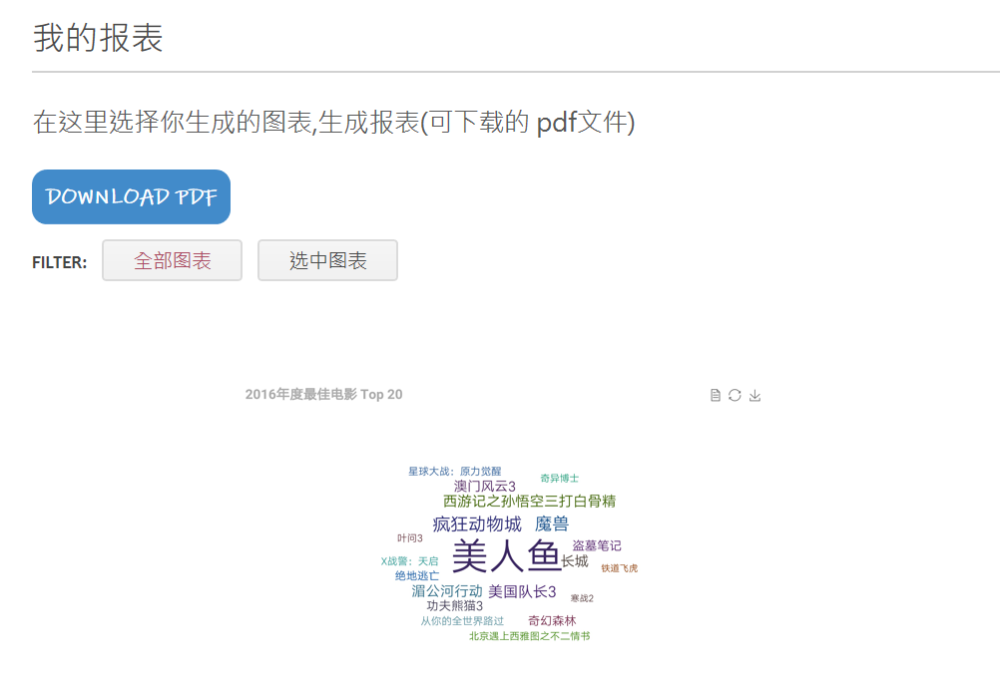 我的报表
在这里选择你生成的图表,生成报表(可下载的 pdf文件)
DOWNLOAD PDF
FILTER: 全部图表 选中图表
2016年度最佳电影 Top 20
星球大战：原力觉醒
奇异博士
澳门风云3
西游记之孙悟空三打白骨精
疯狂动物城
魔兽
叶问3
美人鱼
盗墓笔记
X战警：天启
长城
铁道飞虎
绝地逃亡
湄公河行动
美国队长3
寒战2
功夫熊猫3
从你的全世界路过
奇幻森林
北京遇上西雅图之不二情书